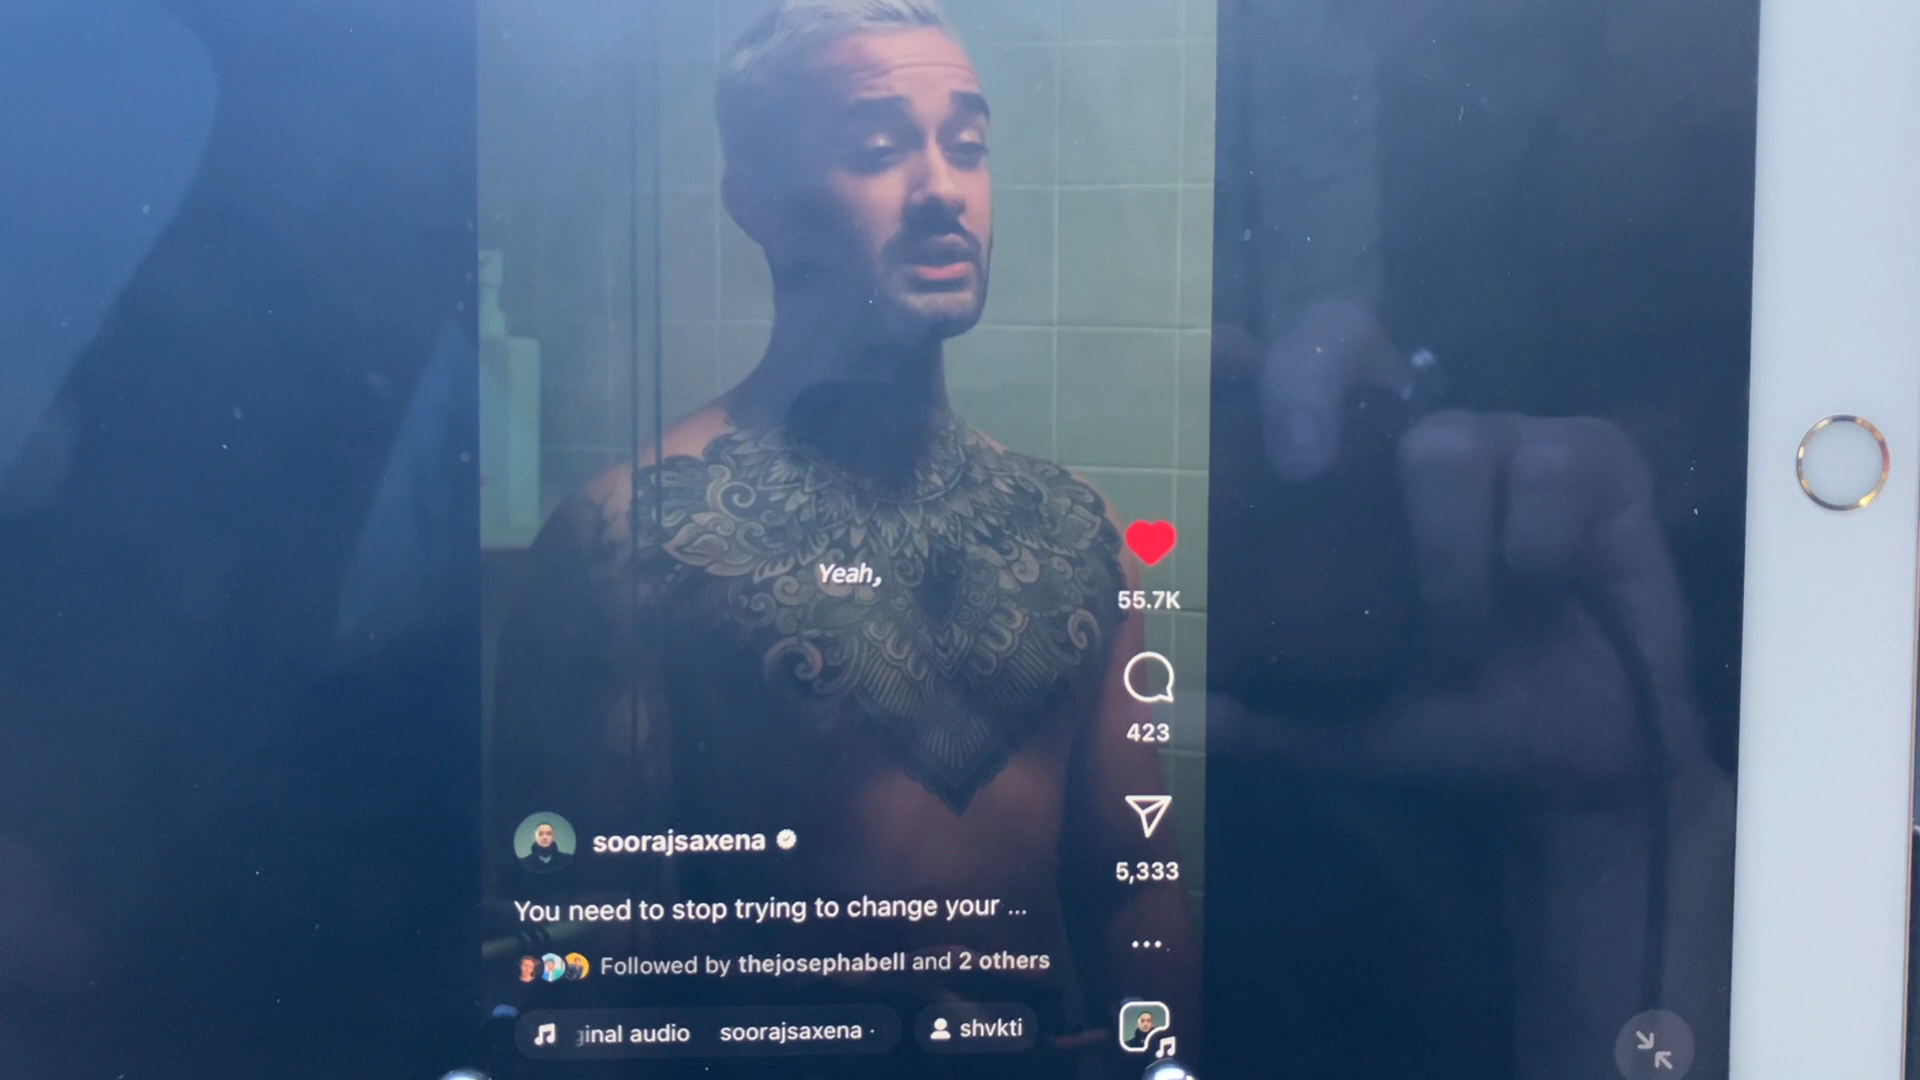 Yeah,
55.7K
423
5,333
soorajsaxena
You need to stop trying to change your ...
Followed by thejosephabell and 2 others
inal audio soorajsaxena ·
shvkti